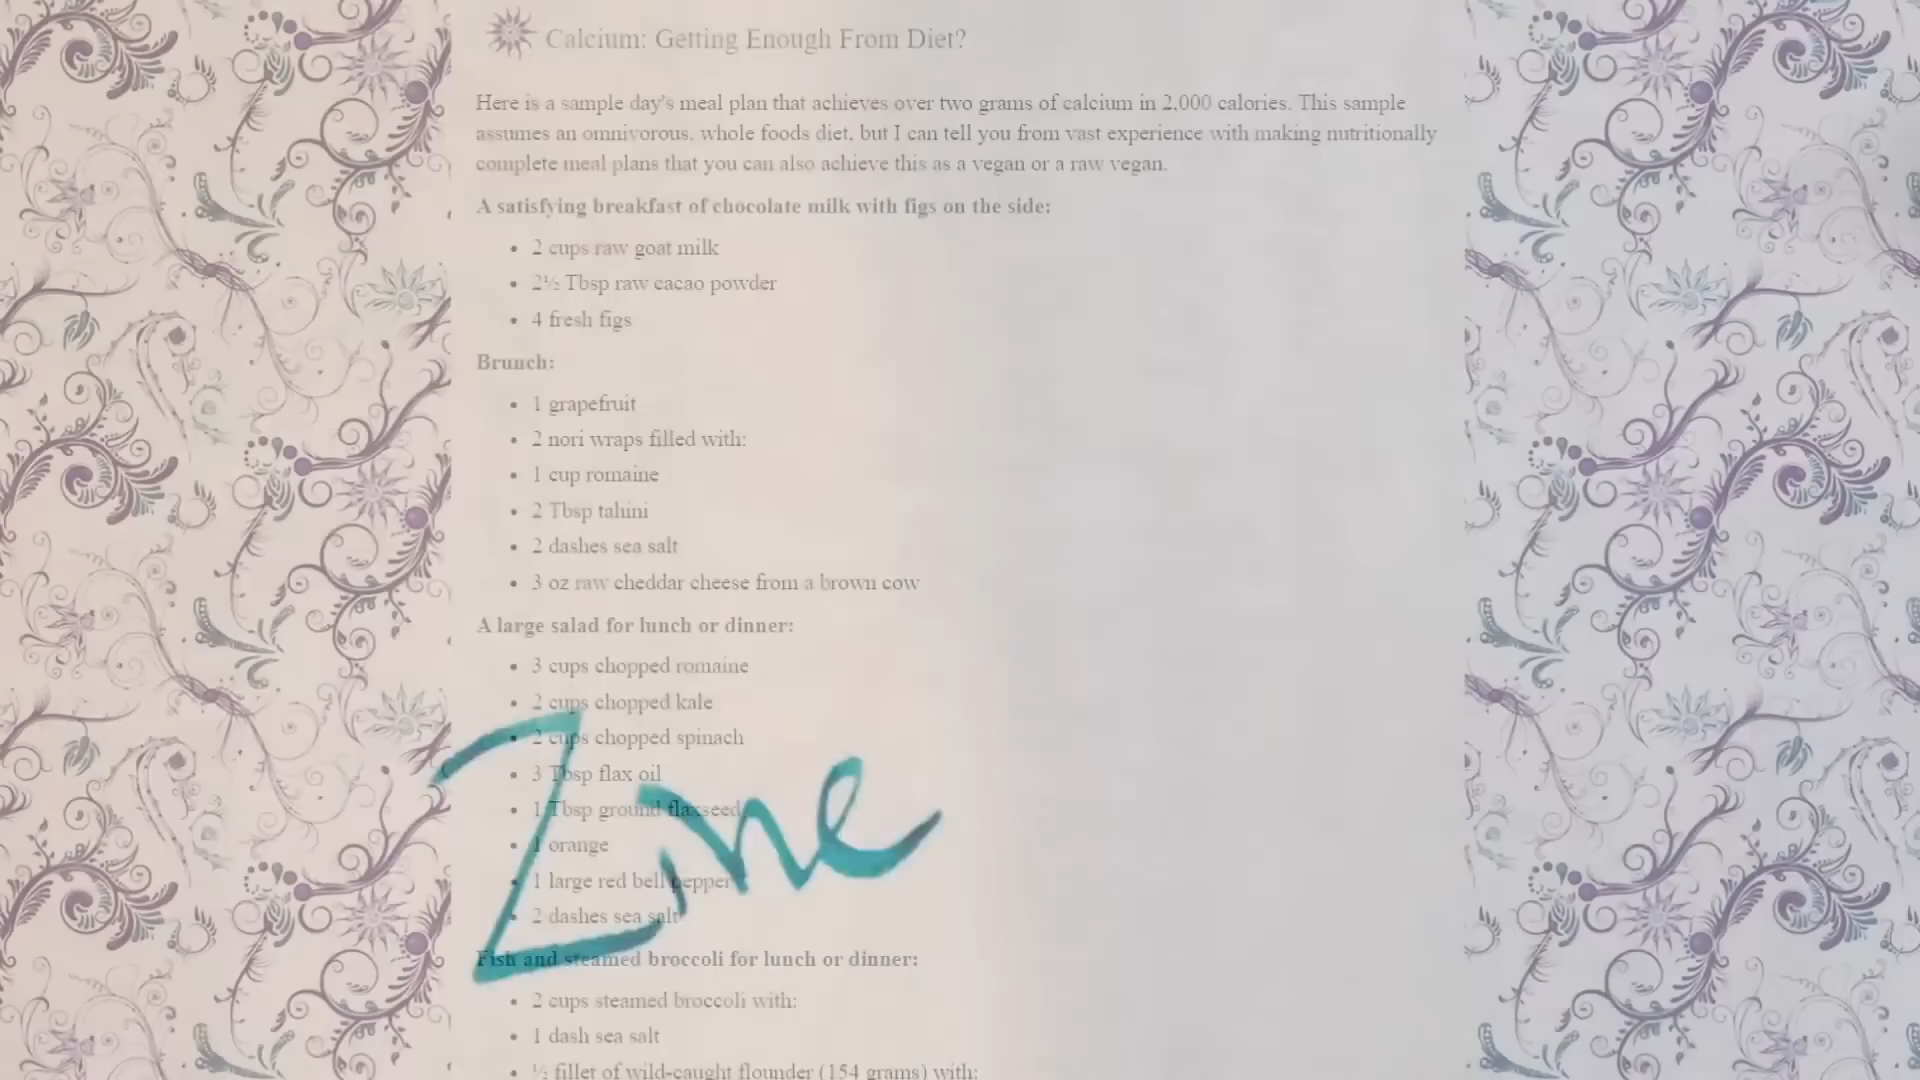 Calcium: Getting Enough From Diet?
Here is a sample day's meal plan that achieves over two grams of calcium in 2,000 calories. This sample
assumes an omnivorous, whole foods diet, but I can tell you from vast experience with making nutritionally
complete meal plans that you can also achieve this as a vegan or a raw vegan.
A satisfying breakfast of chocolate milk with figs on the side:
• 2 cups raw goat milk
• 2½ Tbsp raw cacao powder
• 4 fresh figs
Brunch:
• 1 grapefruit
• 2 nori wraps filled with:
• 1 cup romaine
• 2 Tbsp tahini
• 2 dashes sea salt
• 3 oz raw cheddar cheese from a brown cow
A large salad for lunch or dinner:
• 3 cups chopped romaine
• 2 cups chopped kale
• 2 cups chopped spinach
• 3 Tbsp flax oil
• 1 Tbsp ground flaxseed
• 1 orange
• 1 large red bell pepper
• 2 dashes sea salt
Zine
Fish and steamed broccoli for lunch or dinner:
• 2 cups steamed broccoli with:
• 1 dash sea salt
• ½ fillet of wild-caught flounder (154 grams) with: